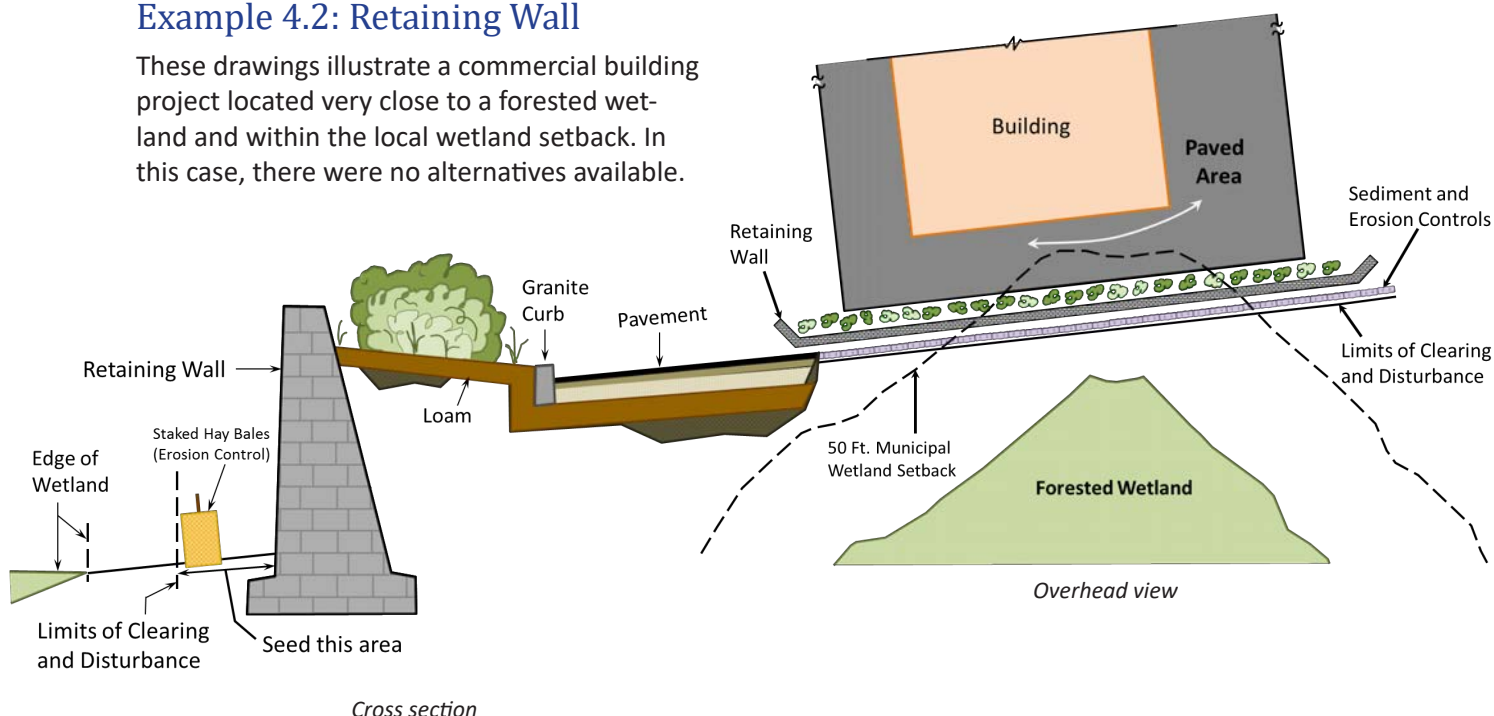 Example 4.2: Retaining Wall
These drawings illustrate a commercial building
project located very close to a forested wet-
land and within the local wetland setback. In
this case, there were no alternatives available.
Building
Paved
Area
Sediment and
Erosion Controls
Retaining
Wall
Limits of Clearing
and Disturbance
50 Ft. Municipal
Wetland Setback
Forested Wetland
Overhead view
Granite
Curb
Pavement
Retaining Wall
Loam
Staked Hay Bales
(Erosion Control)
Edge of
Wetland
Limits of Clearing
and Disturbance
Seed this area
Cross section